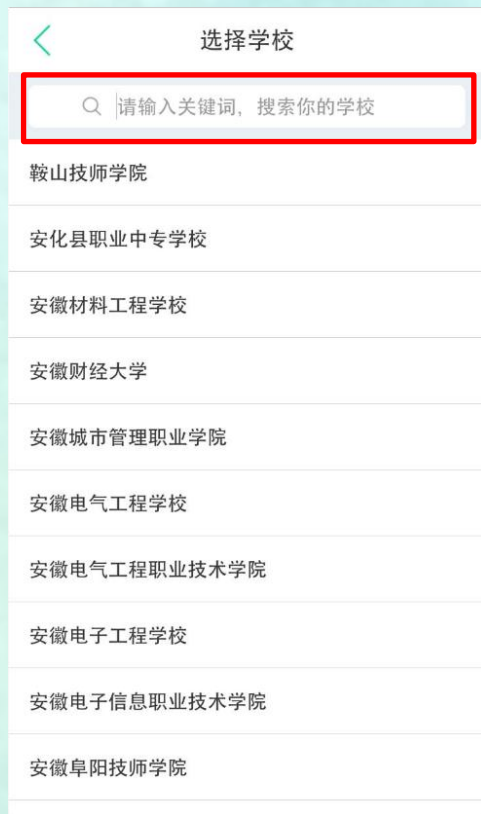 选择学校
请输入关键词，搜索你的学校
鞍山技师学院
安化县职业中专学校
安徽材料工程学校
安徽财经大学
安徽城市管理职业学院
安徽电气工程学校
安徽电气工程职业技术学院
安徽电子工程学校
安徽电子信息职业技术学院
安徽阜阳技师学院